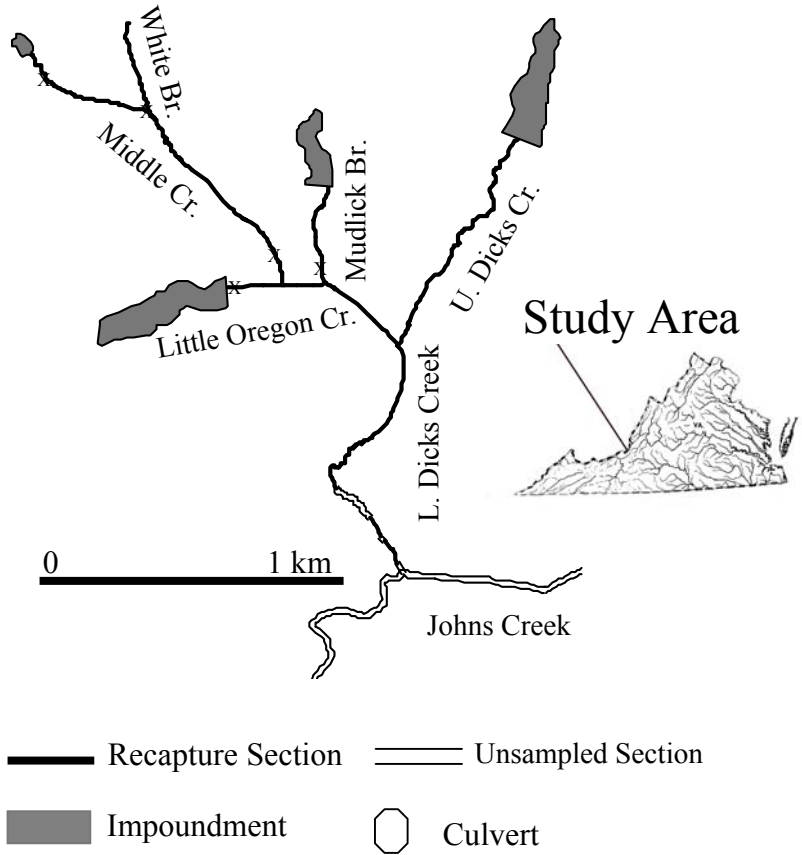 White Br.
Middle Cr.
Mudlick Br.
U. Dicks Cr.
Little Oregon Cr.
Study Area
L. Dicks Creek
0 1 km
Johns Creek
Recapture Section
Unsampled Section
Impoundment
Culvert
X
X
X
X
X